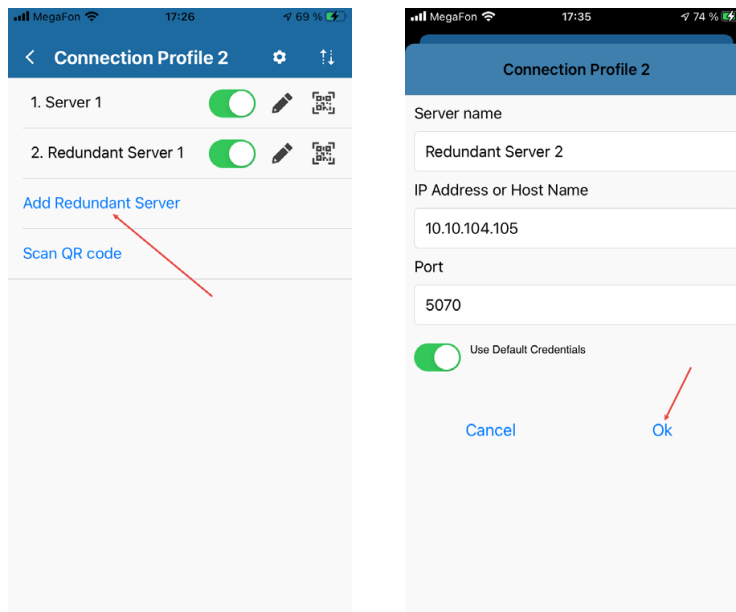 MegaFon 17:26 69 %
Connection Profile 2
1. Server 1
2. Redundant Server 1
Add Redundant Server
Scan QR code
MegaFon 17:35 74 %
Connection Profile 2
Server name
Redundant Server 2
IP Address or Host Name
10.10.104.105
Port
5070
Use Default Credentials
Cancel Ok